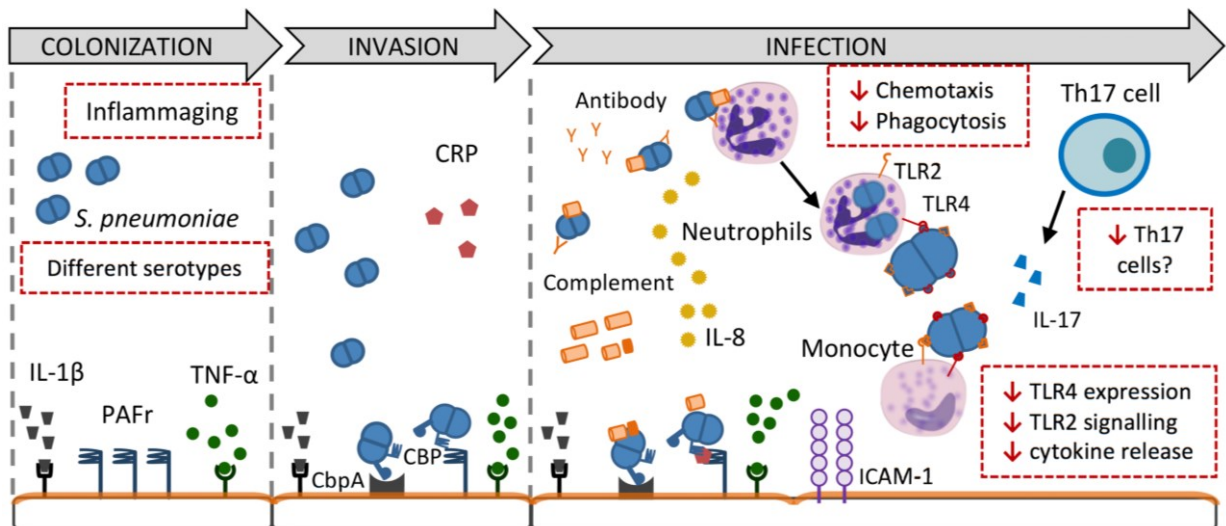 COLONIZATION
INVASION
INFECTION
Inflammaging
S. pneumoniae
Different serotypes
IL-1β
PAFr
TNF-α
CRP
CbpA
CBP
Antibody
Neutrophils
Complement
IL-8
↓ Chemotaxis
↓ Phagocytosis
TLR2
TLR4
Th17 cell
↓ Th17
cells?
IL-17
Monocyte
↓ TLR4 expression
↓ TLR2 signalling
↓ cytokine release
ICAM-1